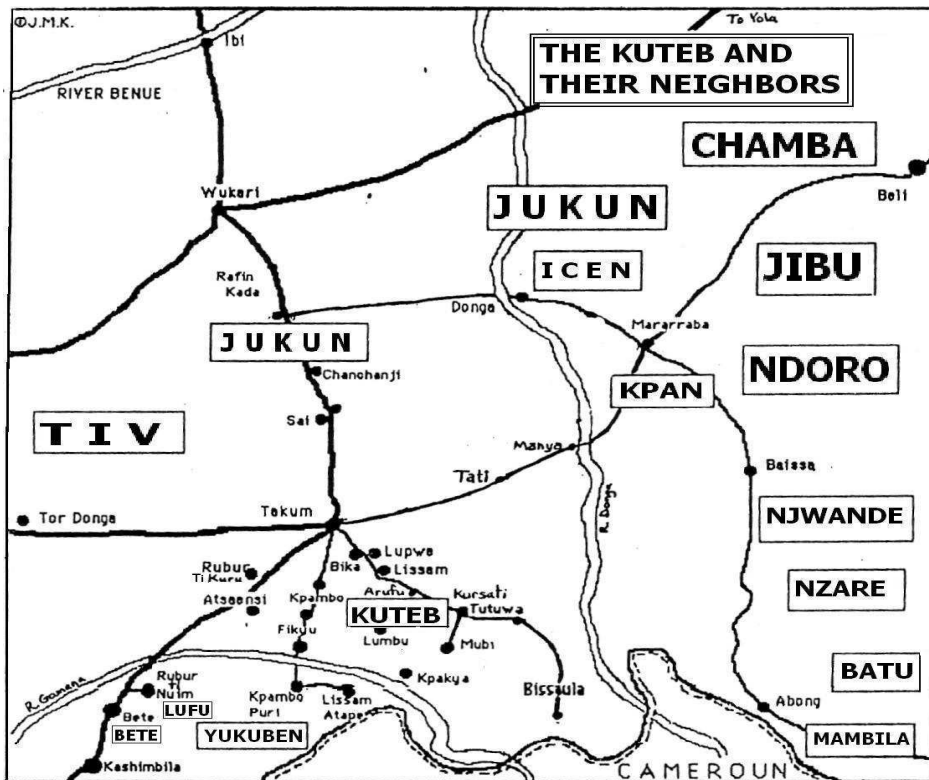 ©J.M.K.
To Yola
Ibi
RIVER BENUE
THE KUTEB AND
THEIR NEIGHBORS
CHAMBA
Beli
Wukari
JUKUN
ICEN
JIBU
Rafin
Kada
Donga
Mararraba
JUKUN
Chanchanji
NDORO
KPAN
Sai
TIV
Manya
Baissa
Tati
R. Donga
Takum
Tor Donga
NJWANDE
Lupwe
Bika
Lissam
Rubur
Ti Kuru
NZARE
Kpambo
Arufu
Kursati
Tutuwa
Atsaensi
KUTEB
Fikyu
Lumbu
Mubi
BATU
R. Gamana
Rubur
Ti
Nuim
Kpakya
Kpambo
Puri
Lissam
Atape
Bissaula
Abong
LUFU
Bete
BETE
YUKUBEN
MAMBILA
Kashimbila
CAMEROUN